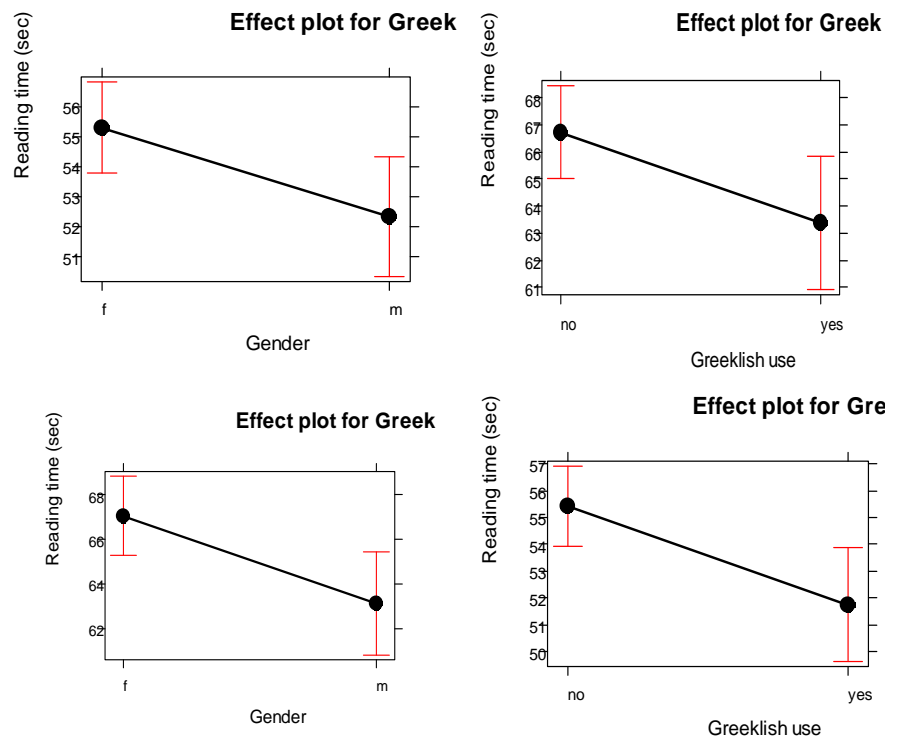 Effect plot for Greek
Reading time (sec)
56
55
54
53
52
51
f
m
Gender
Effect plot for Greek
Reading time (sec)
68
67
66
65
64
63
62
61
no
yes
Greeklish use
Effect plot for Greek
Reading time (sec)
68
66
64
62
f
m
Gender
Effect plot for Gre
Reading time (sec)
57
56
55
54
53
52
51
50
no
yes
Greeklish use